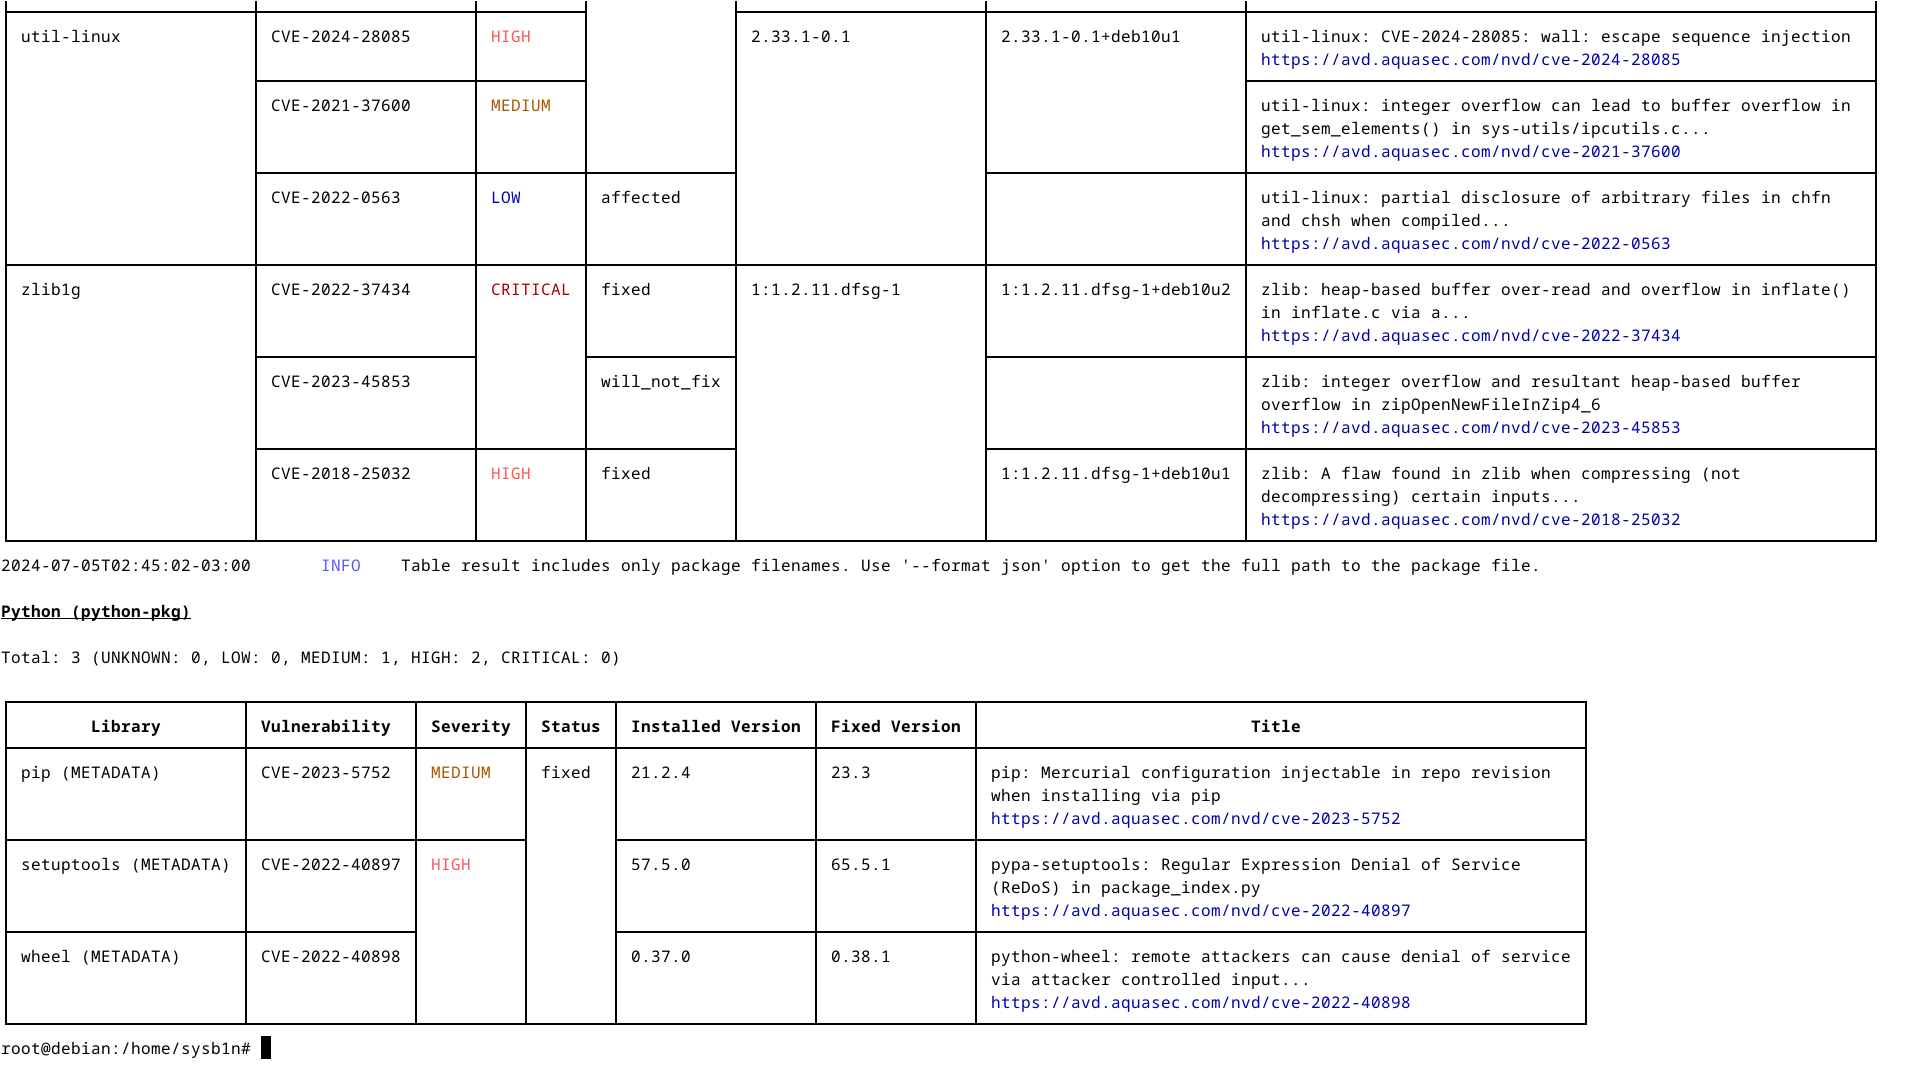 util-linux CVE-2024-28085 HIGH 2.33.1-0.1 2.33.1-0.1+deb10u1 util-linux: CVE-2024-28085: wall: escape sequence injection
https://avd.aquasec.com/nvd/cve-2024-28085
CVE-2021-37600 MEDIUM util-linux: integer overflow can lead to buffer overflow in
get_sem_elements() in sys-utils/ipcutils.c...
https://avd.aquasec.com/nvd/cve-2021-37600
CVE-2022-0563 LOW affected util-linux: partial disclosure of arbitrary files in chfn
and chsh when compiled...
https://avd.aquasec.com/nvd/cve-2022-0563
zlib1g CVE-2022-37434 CRITICAL fixed 1:1.2.11.dfsg-1 1:1.2.11.dfsg-1+deb10u2 zlib: heap-based buffer over-read and overflow in inflate()
in inflate.c via a...
https://avd.aquasec.com/nvd/cve-2022-37434
CVE-2023-45853 will_not_fix zlib: integer overflow and resultant heap-based buffer
overflow in zipOpenNewFileInZip4_6
https://avd.aquasec.com/nvd/cve-2023-45853
CVE-2018-25032 HIGH fixed 1:1.2.11.dfsg-1+deb10u1 zlib: A flaw found in zlib when compressing (not
decompressing) certain inputs...
https://avd.aquasec.com/nvd/cve-2018-25032
2024-07-05T02:45:02-03:00 INFO Table result includes only package filenames. Use '--format json' option to get the full path to the package file.
Python (python-pkg)
Total: 3 (UNKNOWN: 0, LOW: 0, MEDIUM: 1, HIGH: 2, CRITICAL: 0)
Library Vulnerability Severity Status Installed Version Fixed Version Title
pip (METADATA) CVE-2023-5752 MEDIUM fixed 21.2.4 23.3 pip: Mercurial configuration injectable in repo revision
when installing via pip
https://avd.aquasec.com/nvd/cve-2023-5752
setuptools (METADATA) CVE-2022-40897 HIGH 57.5.0 65.5.1 pypa-setuptools: Regular Expression Denial of Service
(ReDoS) in package_index.py
https://avd.aquasec.com/nvd/cve-2022-40897
wheel (METADATA) CVE-2022-40898 0.37.0 0.38.1 python-wheel: remote attackers can cause denial of service
via attacker controlled input...
https://avd.aquasec.com/nvd/cve-2022-40898
root@debian:/home/sysb1n#